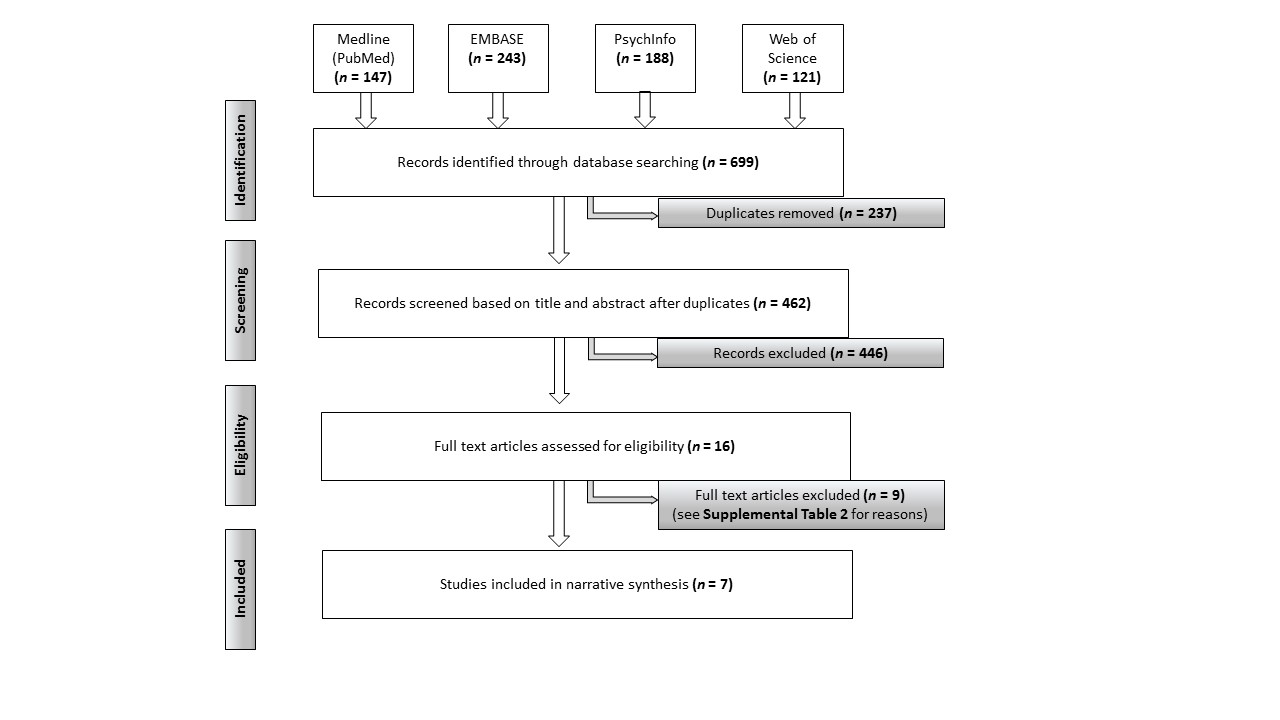 Medline
(PubMed)
(n = 147)
EMBASE
(n = 243)
PsychInfo
(n = 188)
Web of
Science
(n = 121)
Identification
Records identified through database searching (n = 699)
Duplicates removed (n = 237)
Screening
Records screened based on title and abstract after duplicates (n = 462)
Records excluded (n = 446)
Eligibility
Full text articles assessed for eligibility (n = 16)
Full text articles excluded (n = 9)
(see Supplemental Table 2 for reasons)
Included
Studies included in narrative synthesis (n = 7)